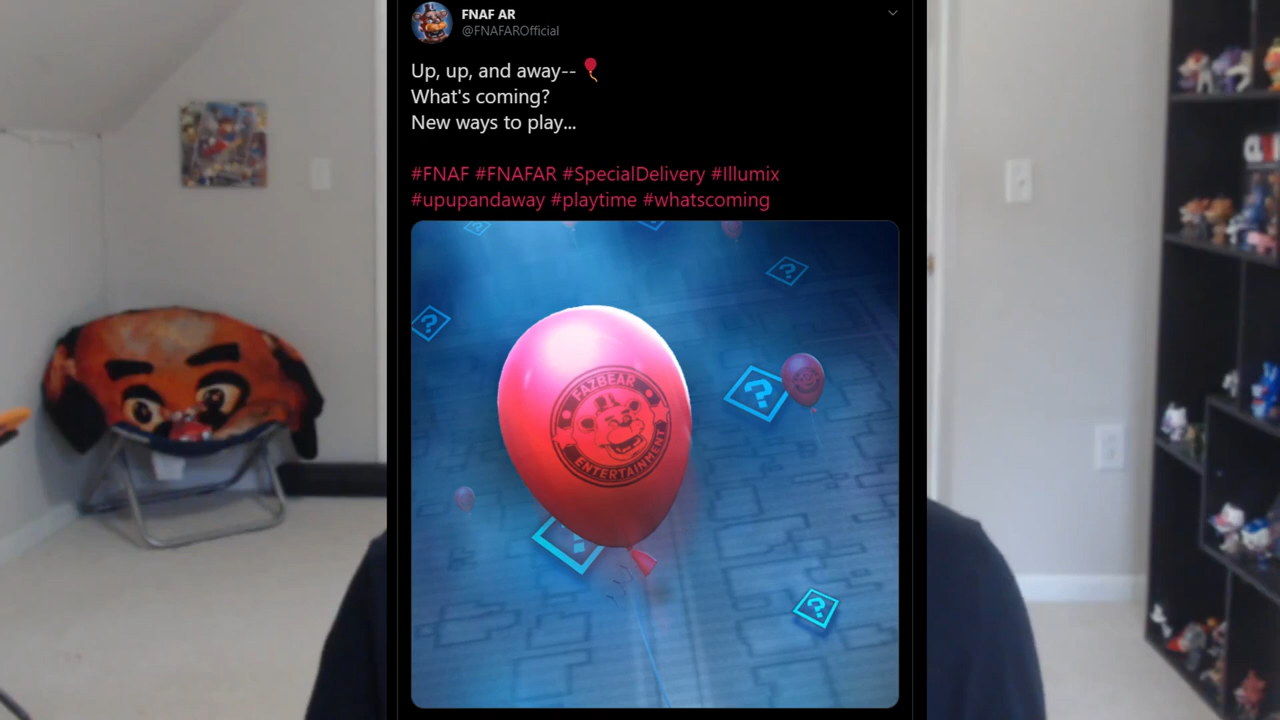 FNAF AR
@FNAFAROfficial
Up, up, and away--
What's coming?
New ways to play...
#FNAF #FNAFAR #SpecialDelivery #Illumix
#upupandaway #playtime #whatscoming
?
?
?
FAZBEAR
ENTERTAINMENT
?